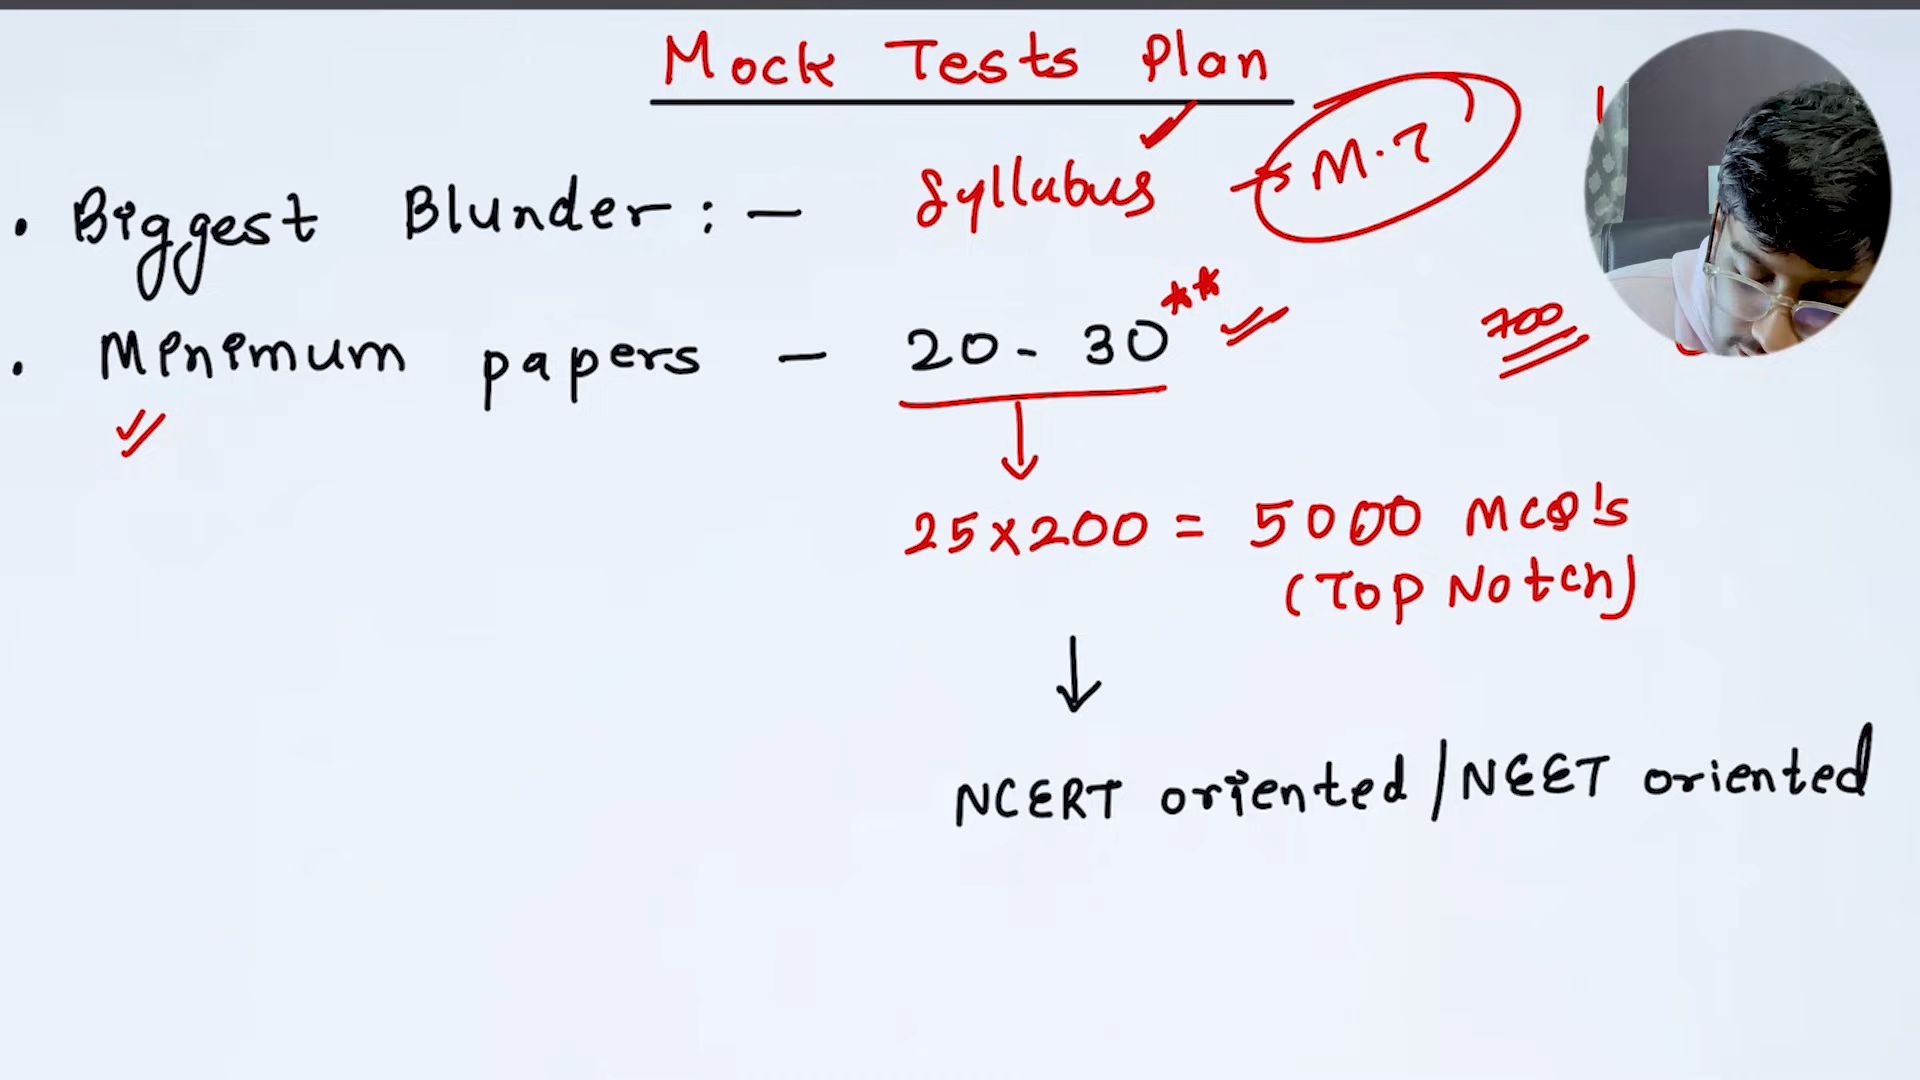 Mock Tests Plan
• Biggest Blunder :- Syllabus → M.T
• Minimum papers - 20 - 30**
700
25x200 = 5000 MCQ's
(TOP Notch)
↓
NCERT oriented / NEET oriented